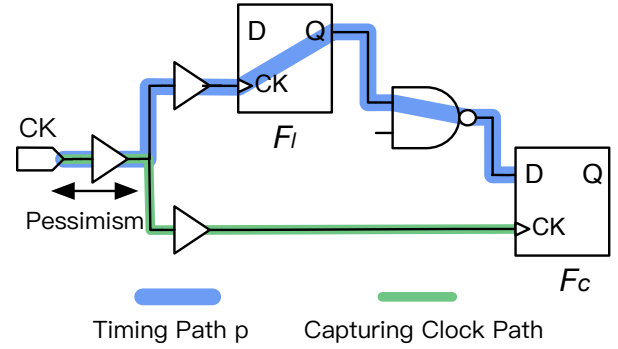 D Q
CK
Fl
CK
Pessimism
D Q
CK
Fc
Timing Path p
Capturing Clock Path